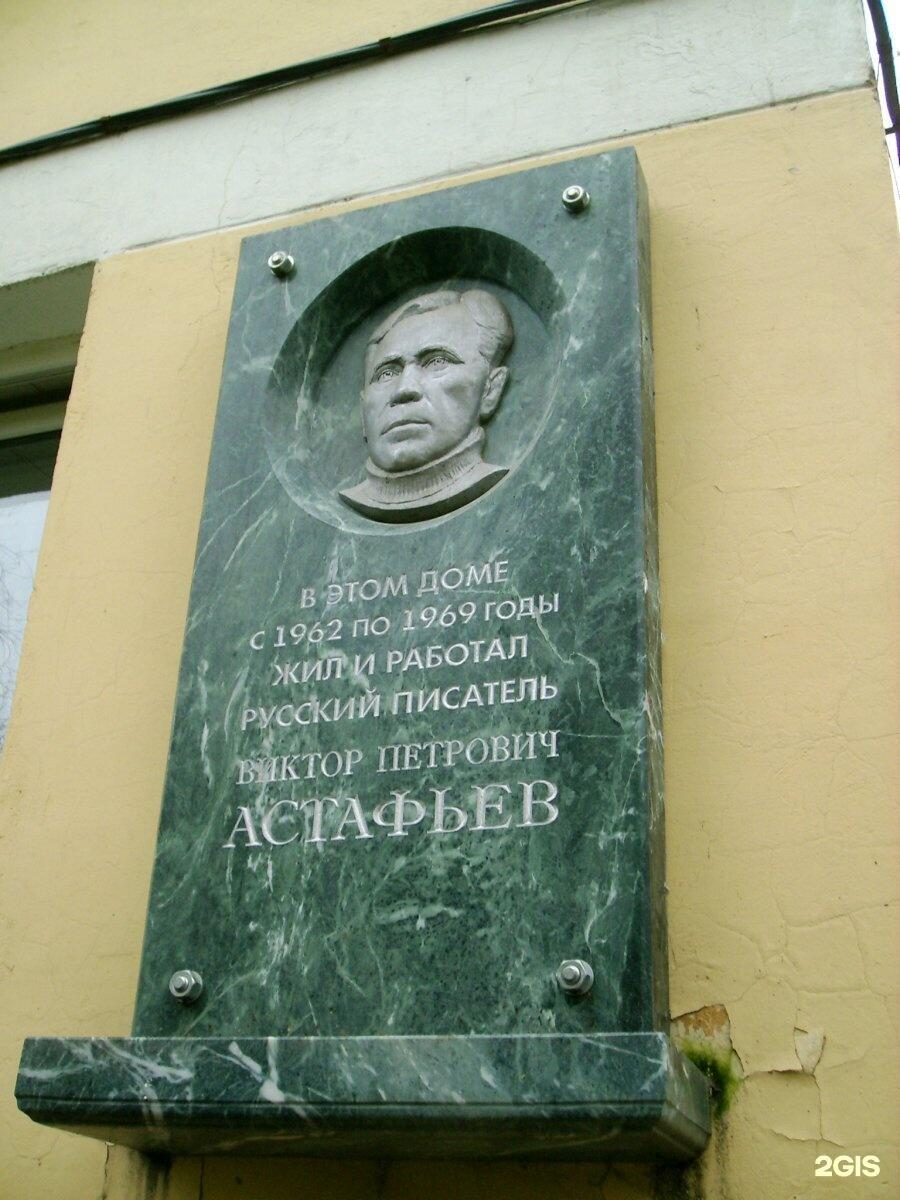 В ЭТОМ ДОМЕ
С 1962 ПО 1969 ГОДЫ
ЖИЛ И РАБОТАЛ
РУССКИЙ ПИСАТЕЛЬ
ВИКТОР ПЕТРОВИЧ
АСТАФЬЕВ
2GIS